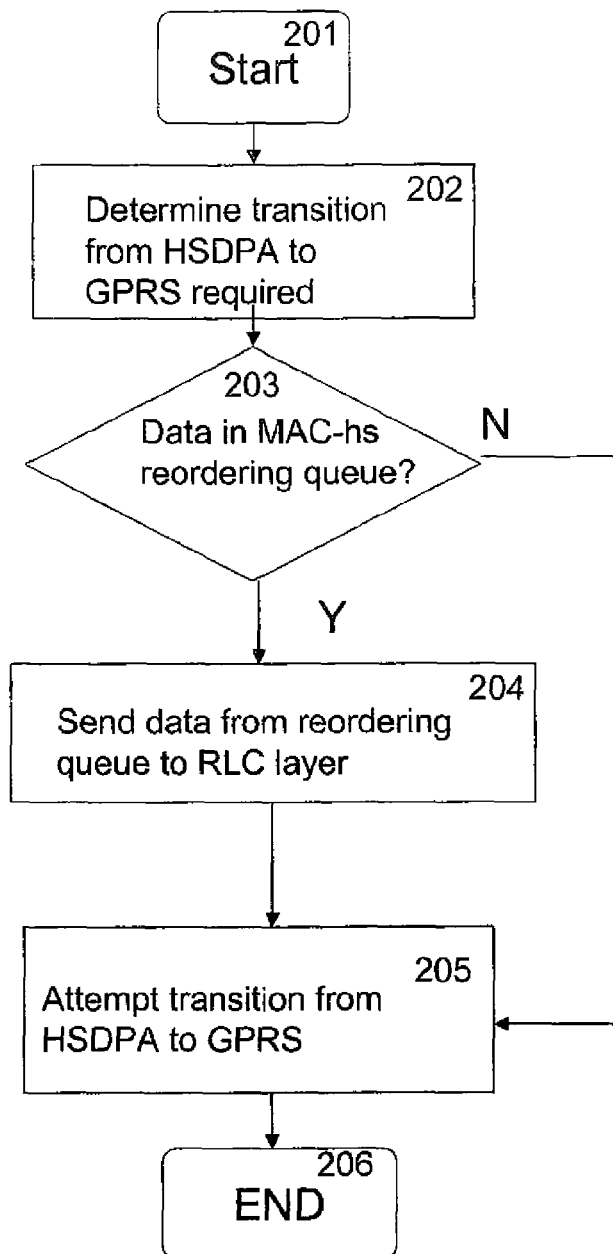 201
Start
202
Determine transition
from HSDPA to
GPRS required
203
Data in MAC-hs
reordering queue?
N
Y
204
Send data from reordering
queue to RLC layer
205
Attempt transition from
HSDPA to GPRS
206
END